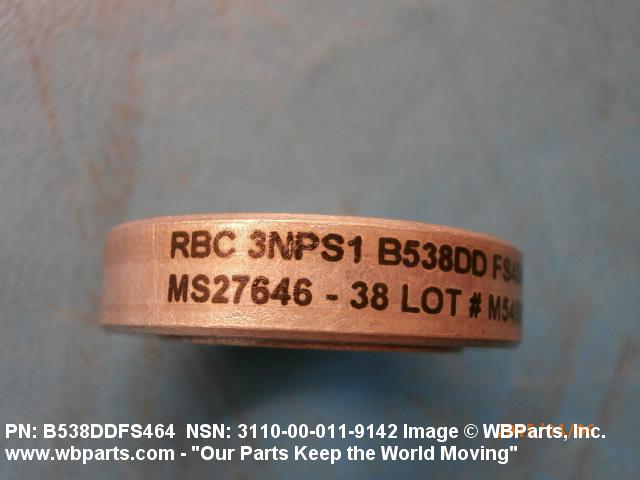 RBC 3NPS1 B538DD
MS27646 - 38 LOT #
PN: B538DDFS464 NSN: 3110-00-011-9142 Image © WBParts, Inc.
www.wbparts.com - "Our Parts Keep the World Moving"